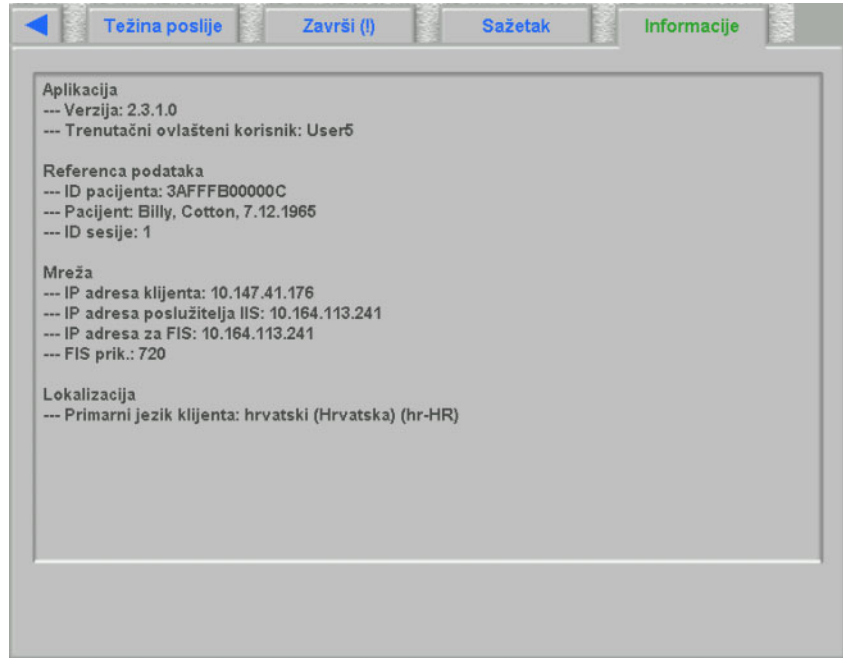 Težina poslije
Završi (!)
Sažetak
Informacije
Aplikacija
--- Verzija: 2.3.1.0
--- Trenutačni ovlašteni korisnik: User5
Referenca podataka
--- ID pacijenta: 3AFFFB00000C
--- Pacijent: Billy, Cotton, 7.12.1965
--- ID sesije: 1
Mreža
--- IP adresa klijenta: 10.147.41.176
--- IP adresa poslužitelja IIS: 10.164.113.241
--- IP adresa za FIS: 10.164.113.241
--- FIS prik.: 720
Lokalizacija
--- Primarni jezik klijenta: hrvatski (Hrvatska) (hr-HR)